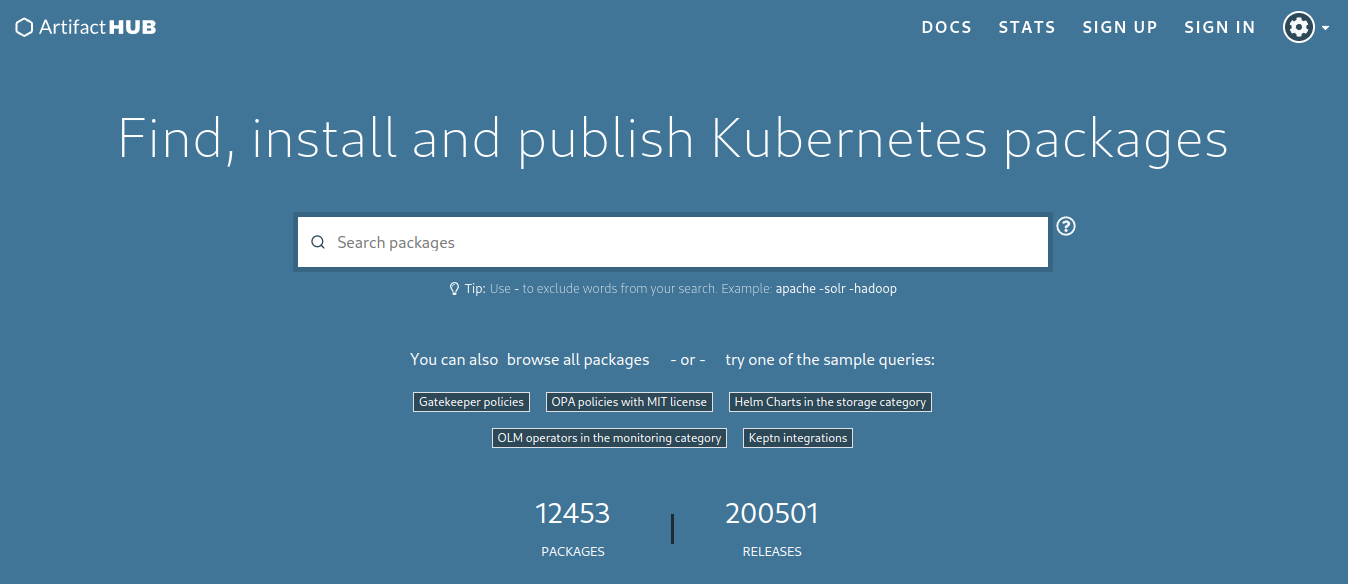 ArtifactHUB DOCS STATS SIGN UP SIGN IN
Find, install and publish Kubernetes packages
Search packages
Tip: Use - to exclude words from your search. Example: apache -solr -hadoop
You can also browse all packages - or - try one of the sample queries:
Gatekeeper policies OPA policies with MIT license Helm Charts in the storage category
OLM operators in the monitoring category Keptn integrations
12453 200501
PACKAGES RELEASES